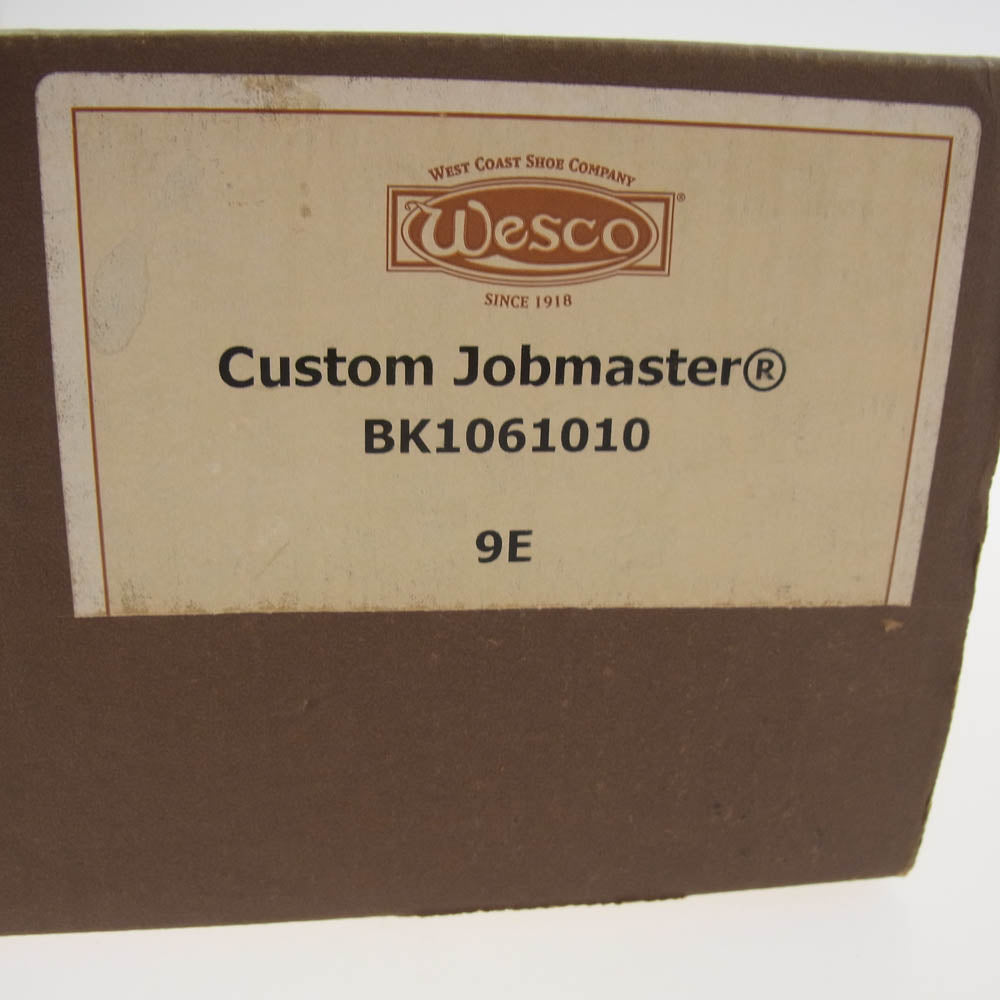 WEST COAST SHOE COMPANY
Wesco®
SINCE 1918
Custom Jobmaster®
BK1061010
9E